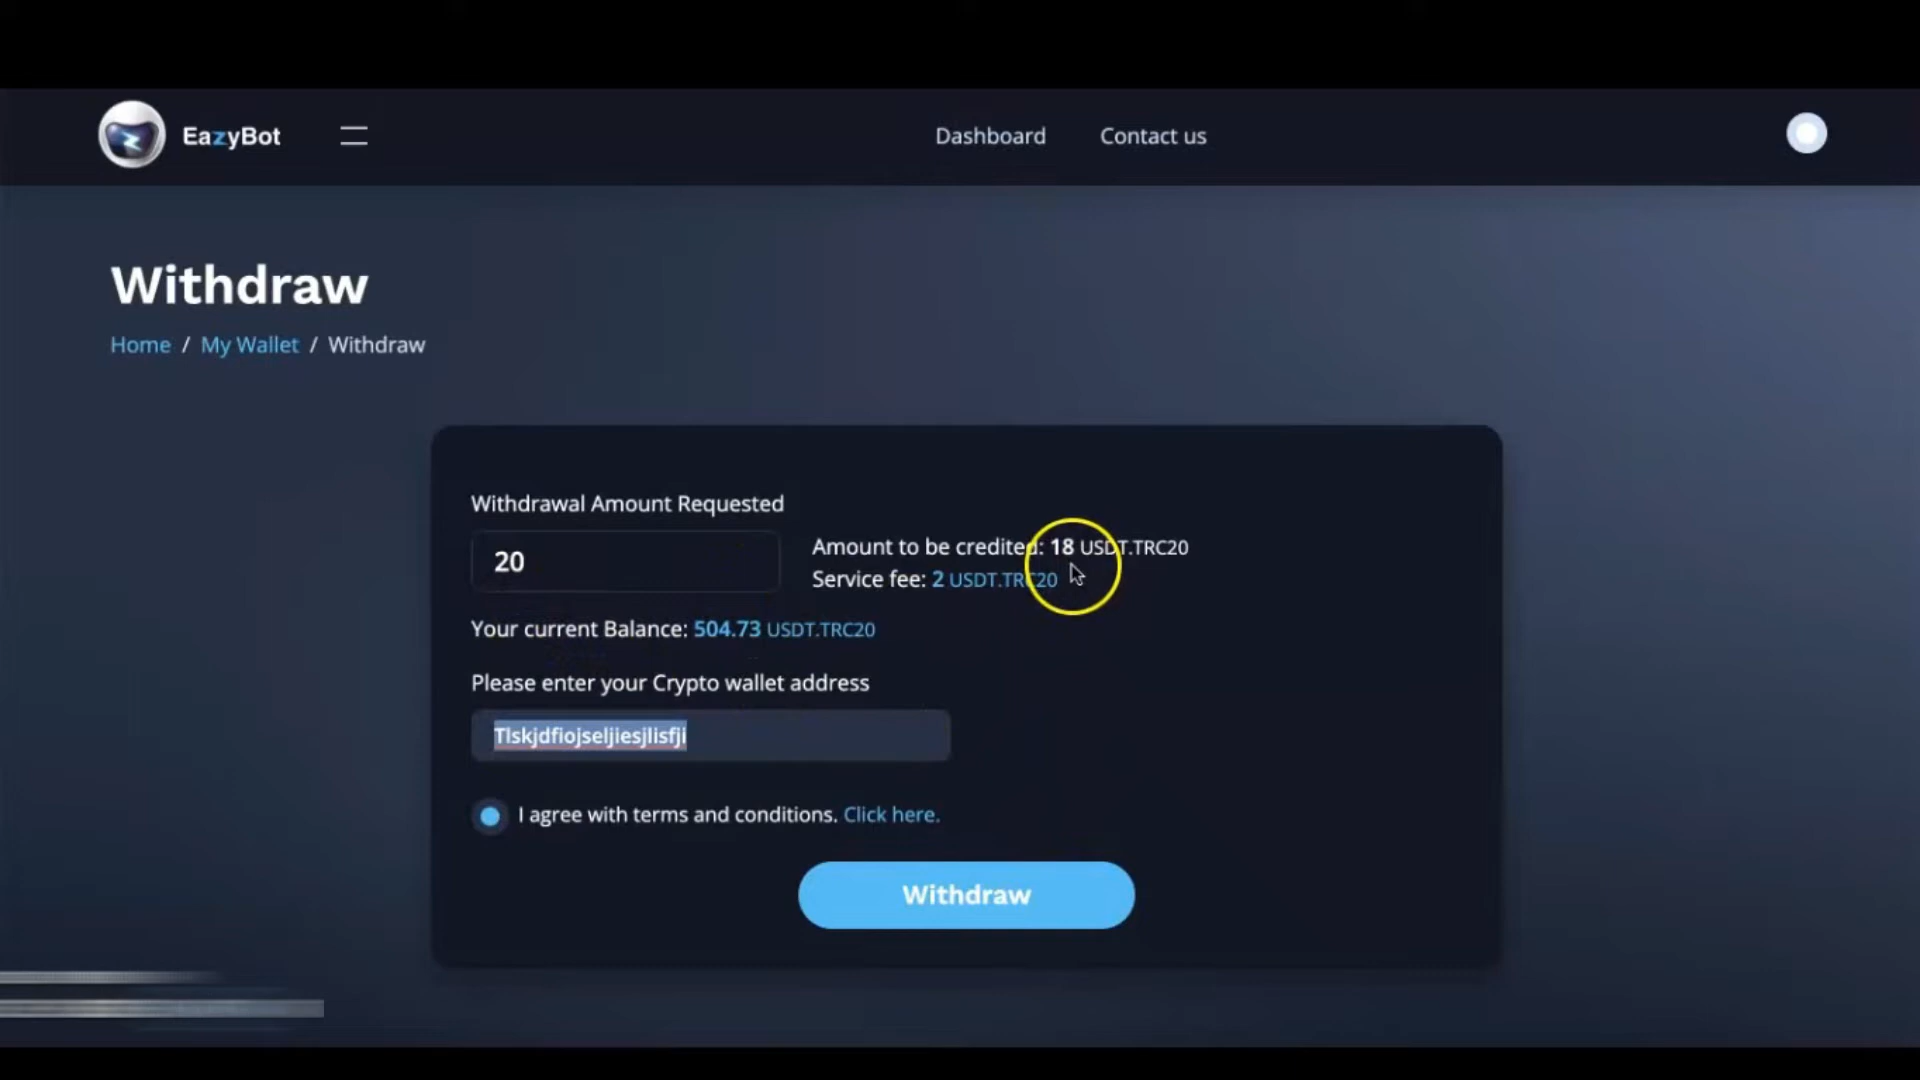 EazyBot
Dashboard
Contact us
Withdraw
Home / My Wallet / Withdraw
Withdrawal Amount Requested
20
Amount to be credited: 18 USDT.TRC20
Service fee: 2 USDT.TRC20
Your current Balance: 504.73 USDT.TRC20
Please enter your Crypto wallet address
Tlskjdfiojseljiesjlisfji
I agree with terms and conditions. Click here.
Withdraw